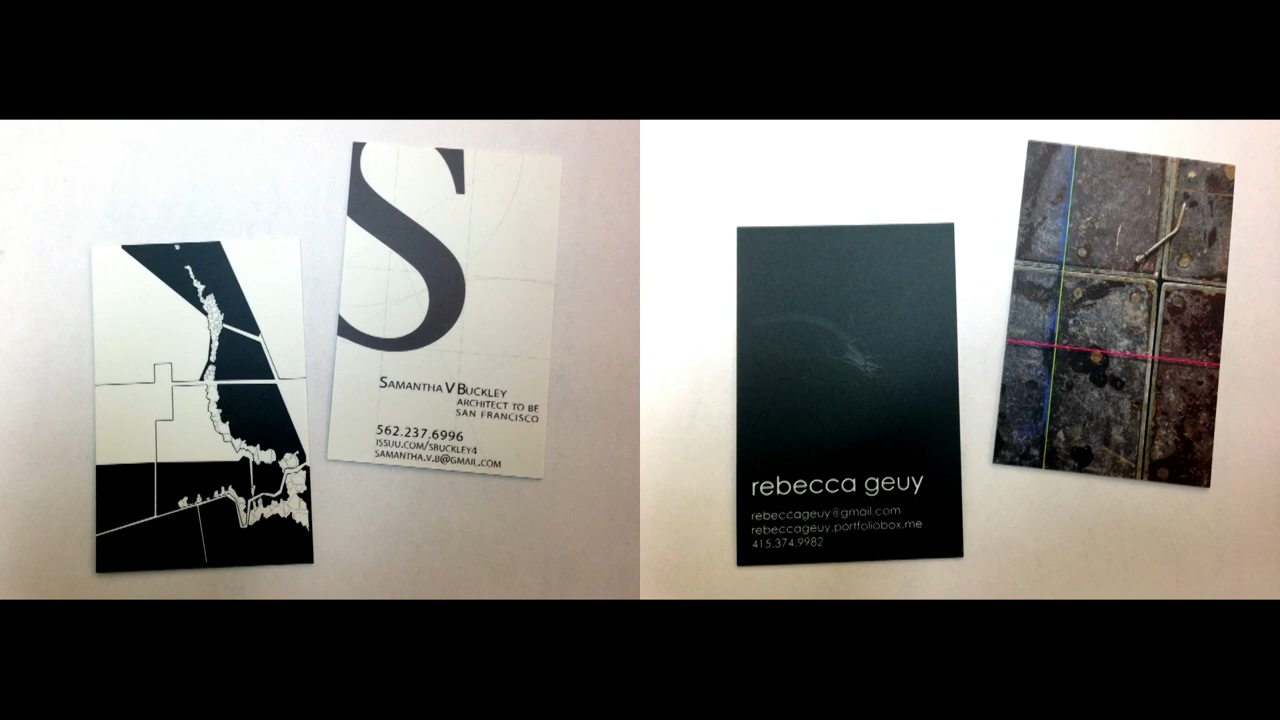 S
SAMANTHA V BUCKLEY
ARCHITECT TO BE
SAN FRANCISCO
562.237.6996
ISSUU.COM/SBUCKLEY4
SAMANTHA.V.B@GMAIL.COM
rebecca geuy
rebeccageuy@gmail.com
rebeccageuy.portfoliobox.me
415.374.9982